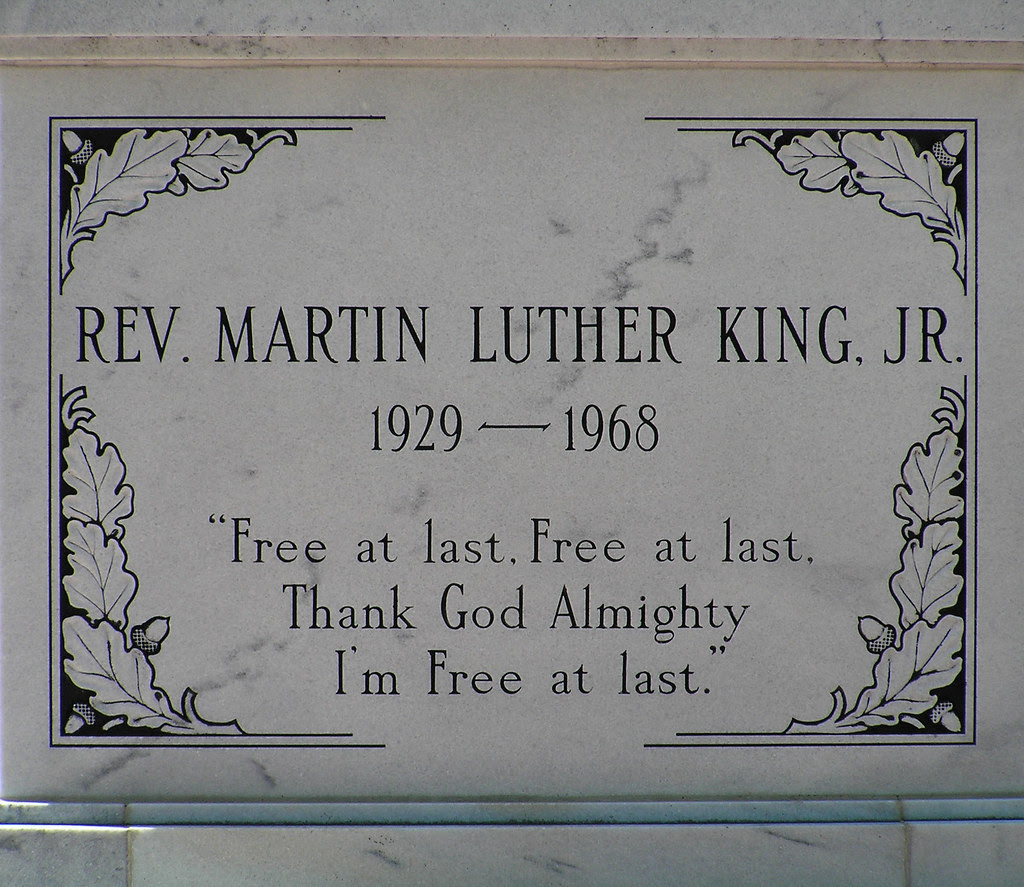 REV. MARTIN LUTHER KING, JR.
1929 — 1968
“Free at last, Free at last,
Thank God Almighty
I'm Free at last.”